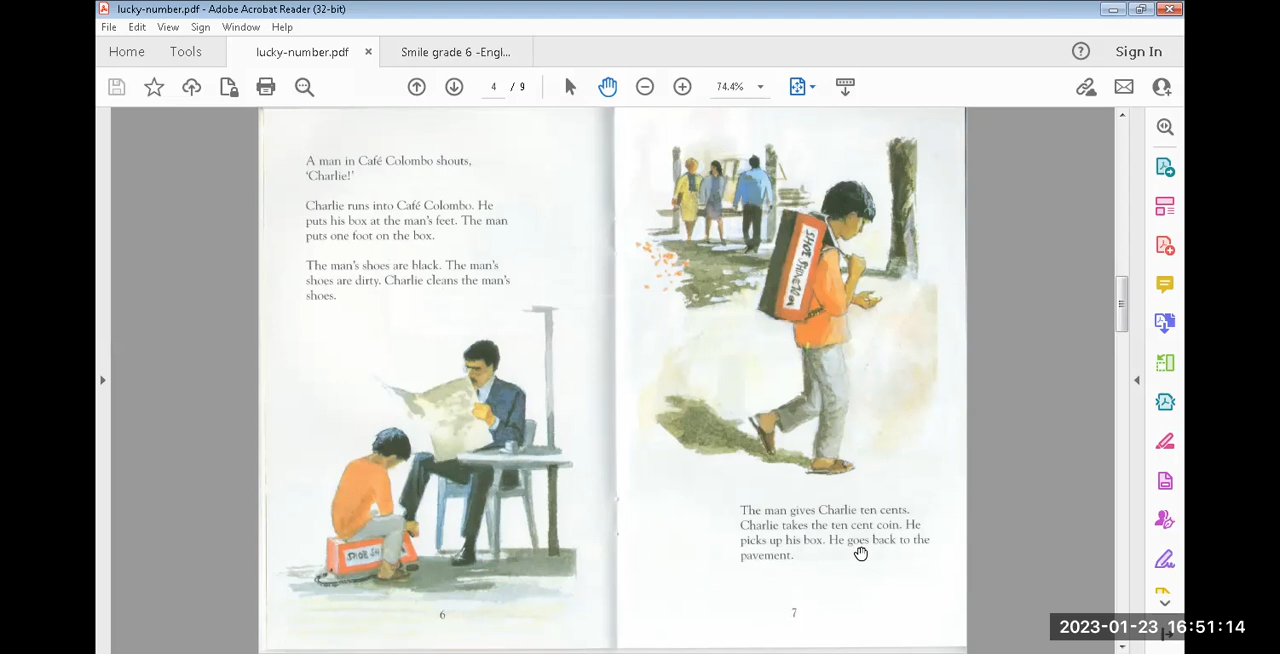 lucky-number.pdf - Adobe Acrobat Reader (32-bit)
File Edit View Sign Window Help
Home Tools lucky-number.pdf × Smile grade 6 -Engl... Sign In
4 / 9 74.4%
A man in Café Colombo shouts,
‘Charlie!’
Charlie runs into Café Colombo. He
puts his box at the man’s feet. The man
puts one foot on the box.
The man’s shoes are black. The man’s
shoes are dirty. Charlie cleans the man’s
shoes.
SHOE SH
6
SHOE SHINE 10
The man gives Charlie ten cents.
Charlie takes the ten cent coin. He
picks up his box. He goes back to the
pavement.
7
2023-01-23 16:51:14